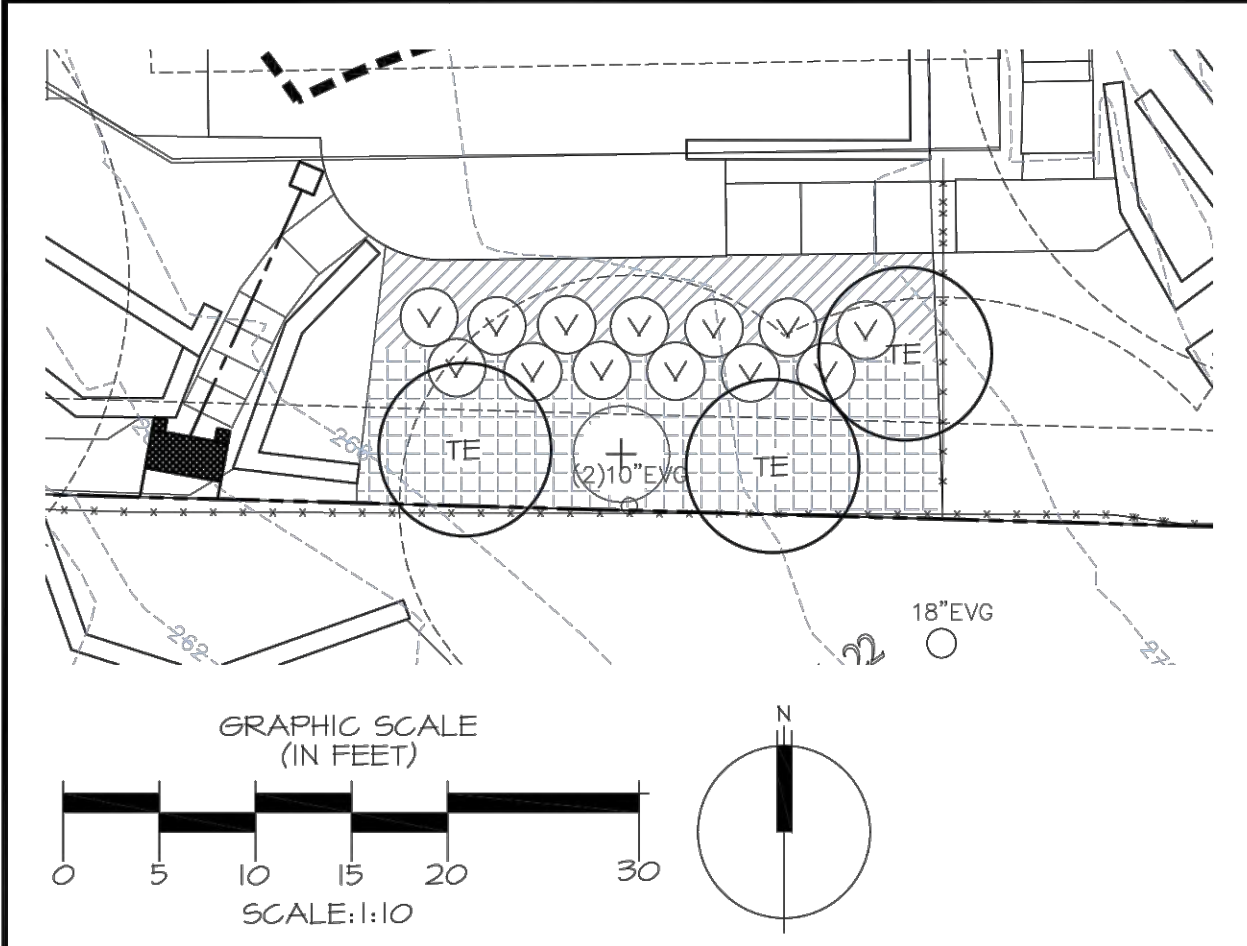 V V V V V V V
TE
V V V V V V
268
TE
TE
(2)10"EVG
18"EVG
262
GRAPHIC SCALE
(IN FEET)
N
0 5 10 15 20 30
SCALE:1:10